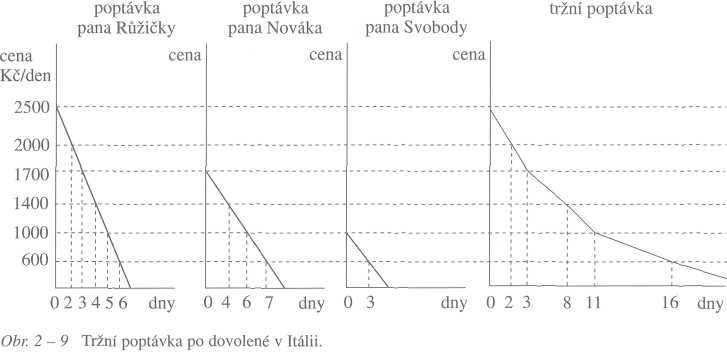 poptávka
pana Růžičky
poptávka
pana Nováka
poptávka
pana Svobody
tržní poptávka
cena
Kč/den
cena
cena
cena
2500
2000
1700
1400
1000
600
0 2 3 4 5 6 dny
0 4 6 7 dny
0 3 dny
0 2 3 8 11 16 dny
Obr. 2 – 9 Tržní poptávka po dovolené v Itálii.